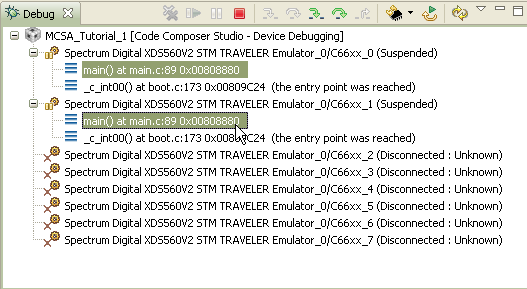 Debug
MCSA_Tutorial_1 [Code Composer Studio - Device Debugging]
Spectrum Digital XDS560V2 STM TRAVELER Emulator_0/C66xx_0 (Suspended)
main() at main.c:89 0x00808880
_c_int00() at boot.c:173 0x00809C24 (the entry point was reached)
Spectrum Digital XDS560V2 STM TRAVELER Emulator_0/C66xx_1 (Suspended)
main() at main.c:89 0x00808880
_c_int00() at boot.c:173 0x00809C24 (the entry point was reached)
Spectrum Digital XDS560V2 STM TRAVELER Emulator_0/C66xx_2 (Disconnected : Unknown)
Spectrum Digital XDS560V2 STM TRAVELER Emulator_0/C66xx_3 (Disconnected : Unknown)
Spectrum Digital XDS560V2 STM TRAVELER Emulator_0/C66xx_4 (Disconnected : Unknown)
Spectrum Digital XDS560V2 STM TRAVELER Emulator_0/C66xx_5 (Disconnected : Unknown)
Spectrum Digital XDS560V2 STM TRAVELER Emulator_0/C66xx_6 (Disconnected : Unknown)
Spectrum Digital XDS560V2 STM TRAVELER Emulator_0/C66xx_7 (Disconnected : Unknown)